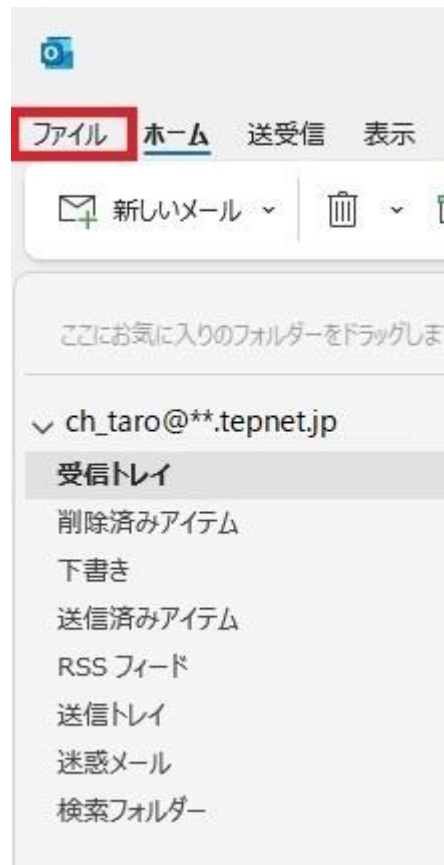 ファイル ホーム 送受信 表示
新しいメール
ここにお気に入りのフォルダーをドラッグしま
ch_taro@**.tepnet.jp
受信トレイ
削除済みアイテム
下書き
送信済みアイテム
RSS フィード
送信トレイ
迷惑メール
検索フォルダー